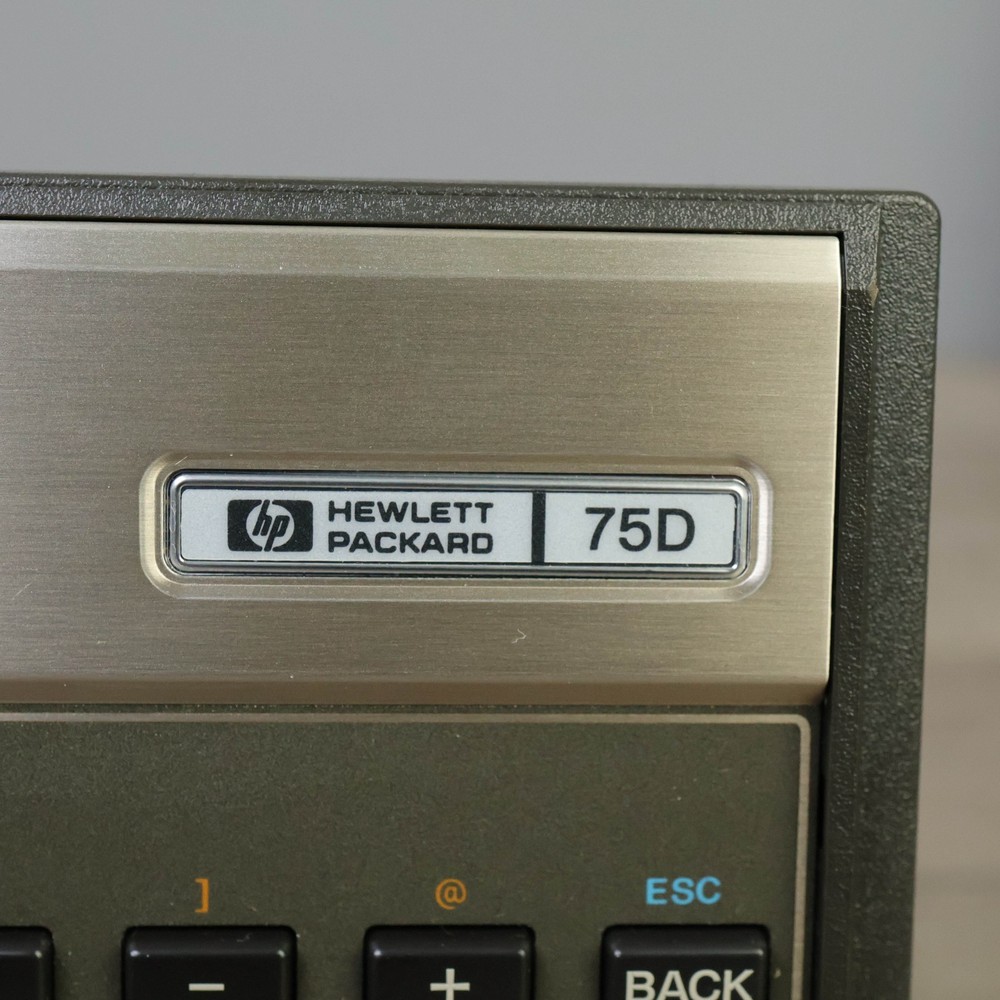 hp HEWLETT
PACKARD
75D
] @ ESC
- + BACK